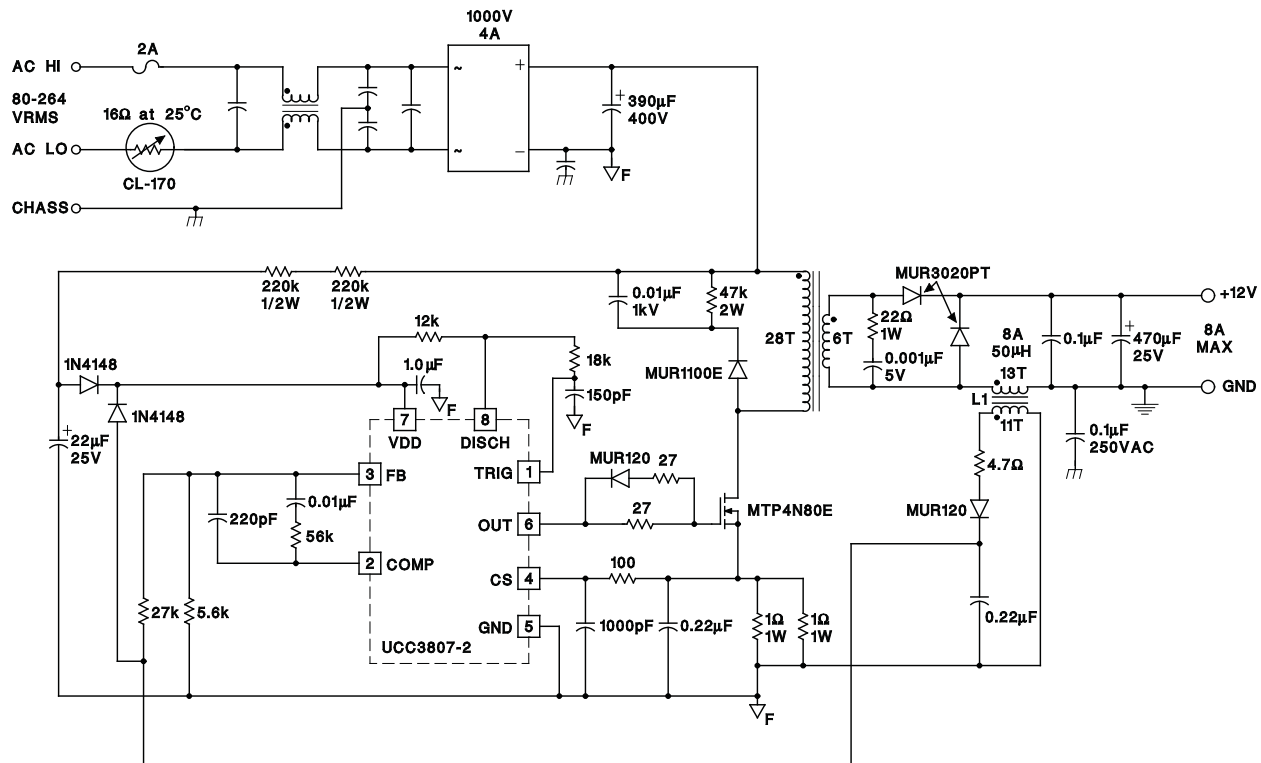 1000V
4A
2A
AC HI
80-264
VRMS
16Ω at 25°C
AC LO
CL-170
CHASS
~
~
+
−
+
390µF
400V
F
220k
1/2W
220k
1/2W
0.01µF
1kV
47k
2W
28T
6T
MUR3020PT
22Ω
1W
0.001µF
5V
8A
50µH
13T
L1
11T
0.1µF
+
470µF
25V
+12V
8A
MAX
GND
0.1µF
250VAC
4.7Ω
MUR120
0.22µF
12k
1.0µF
F
18k
150pF
F
MUR1100E
1N4148
1N4148
+
22µF
25V
7
VDD
8
DISCH
3
FB
TRIG
1
OUT
6
2
COMP
CS
4
GND
5
UCC3807-2
0.01µF
220pF
56k
27k
5.6k
MUR120
27
27
MTP4N80E
100
1000pF
0.22µF
1Ω
1W
1Ω
1W
F